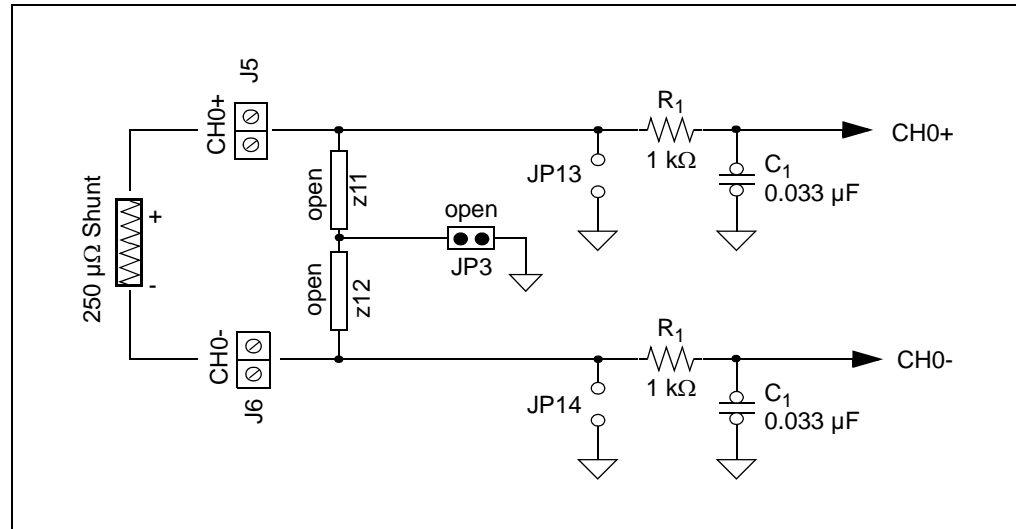 J5
CH0+
R1
1 kΩ
CH0+
JP13
C1
0.033 µF
open
z11
open
JP3
250 µΩ Shunt
+
-
open
z12
CH0-
J6
R1
1 kΩ
CH0-
JP14
C1
0.033 µF